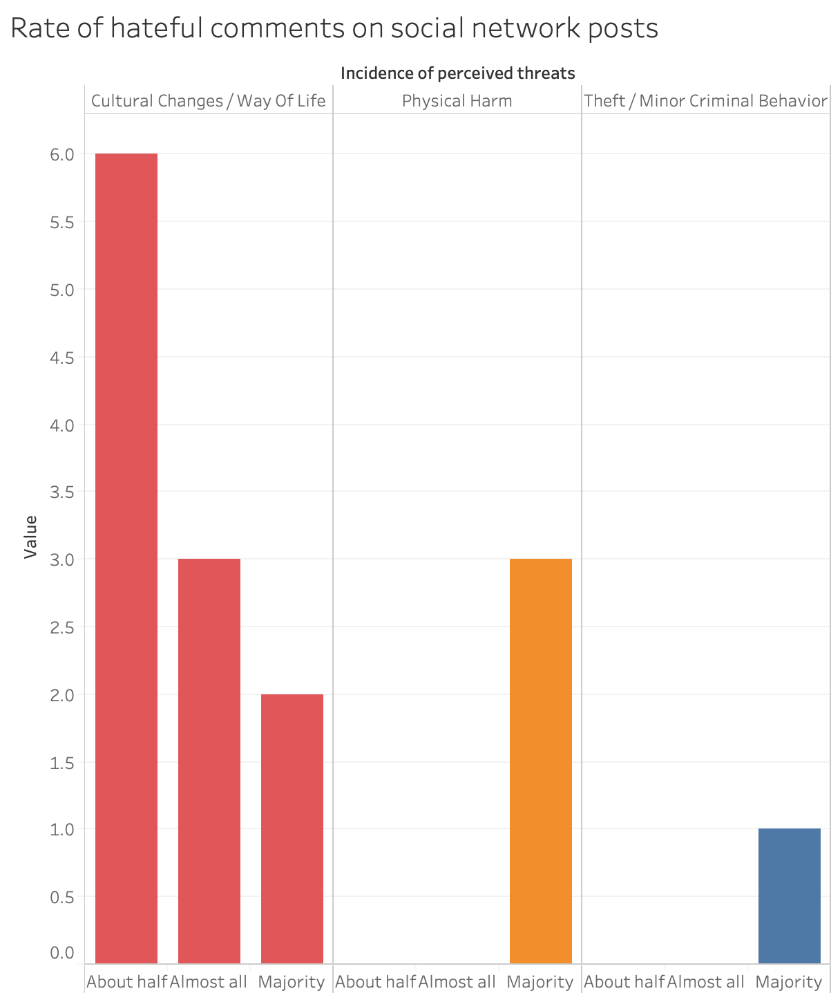 Rate of hateful comments on social network posts
Incidence of perceived threats
Cultural Changes / Way Of Life
Physical Harm
Theft / Minor Criminal Behavior
6.0
5.5
5.0
4.5
4.0
3.5
3.0
2.5
2.0
1.5
1.0
0.5
0.0
Value
About half Almost all Majority About half Almost all Majority About half Almost all Majority